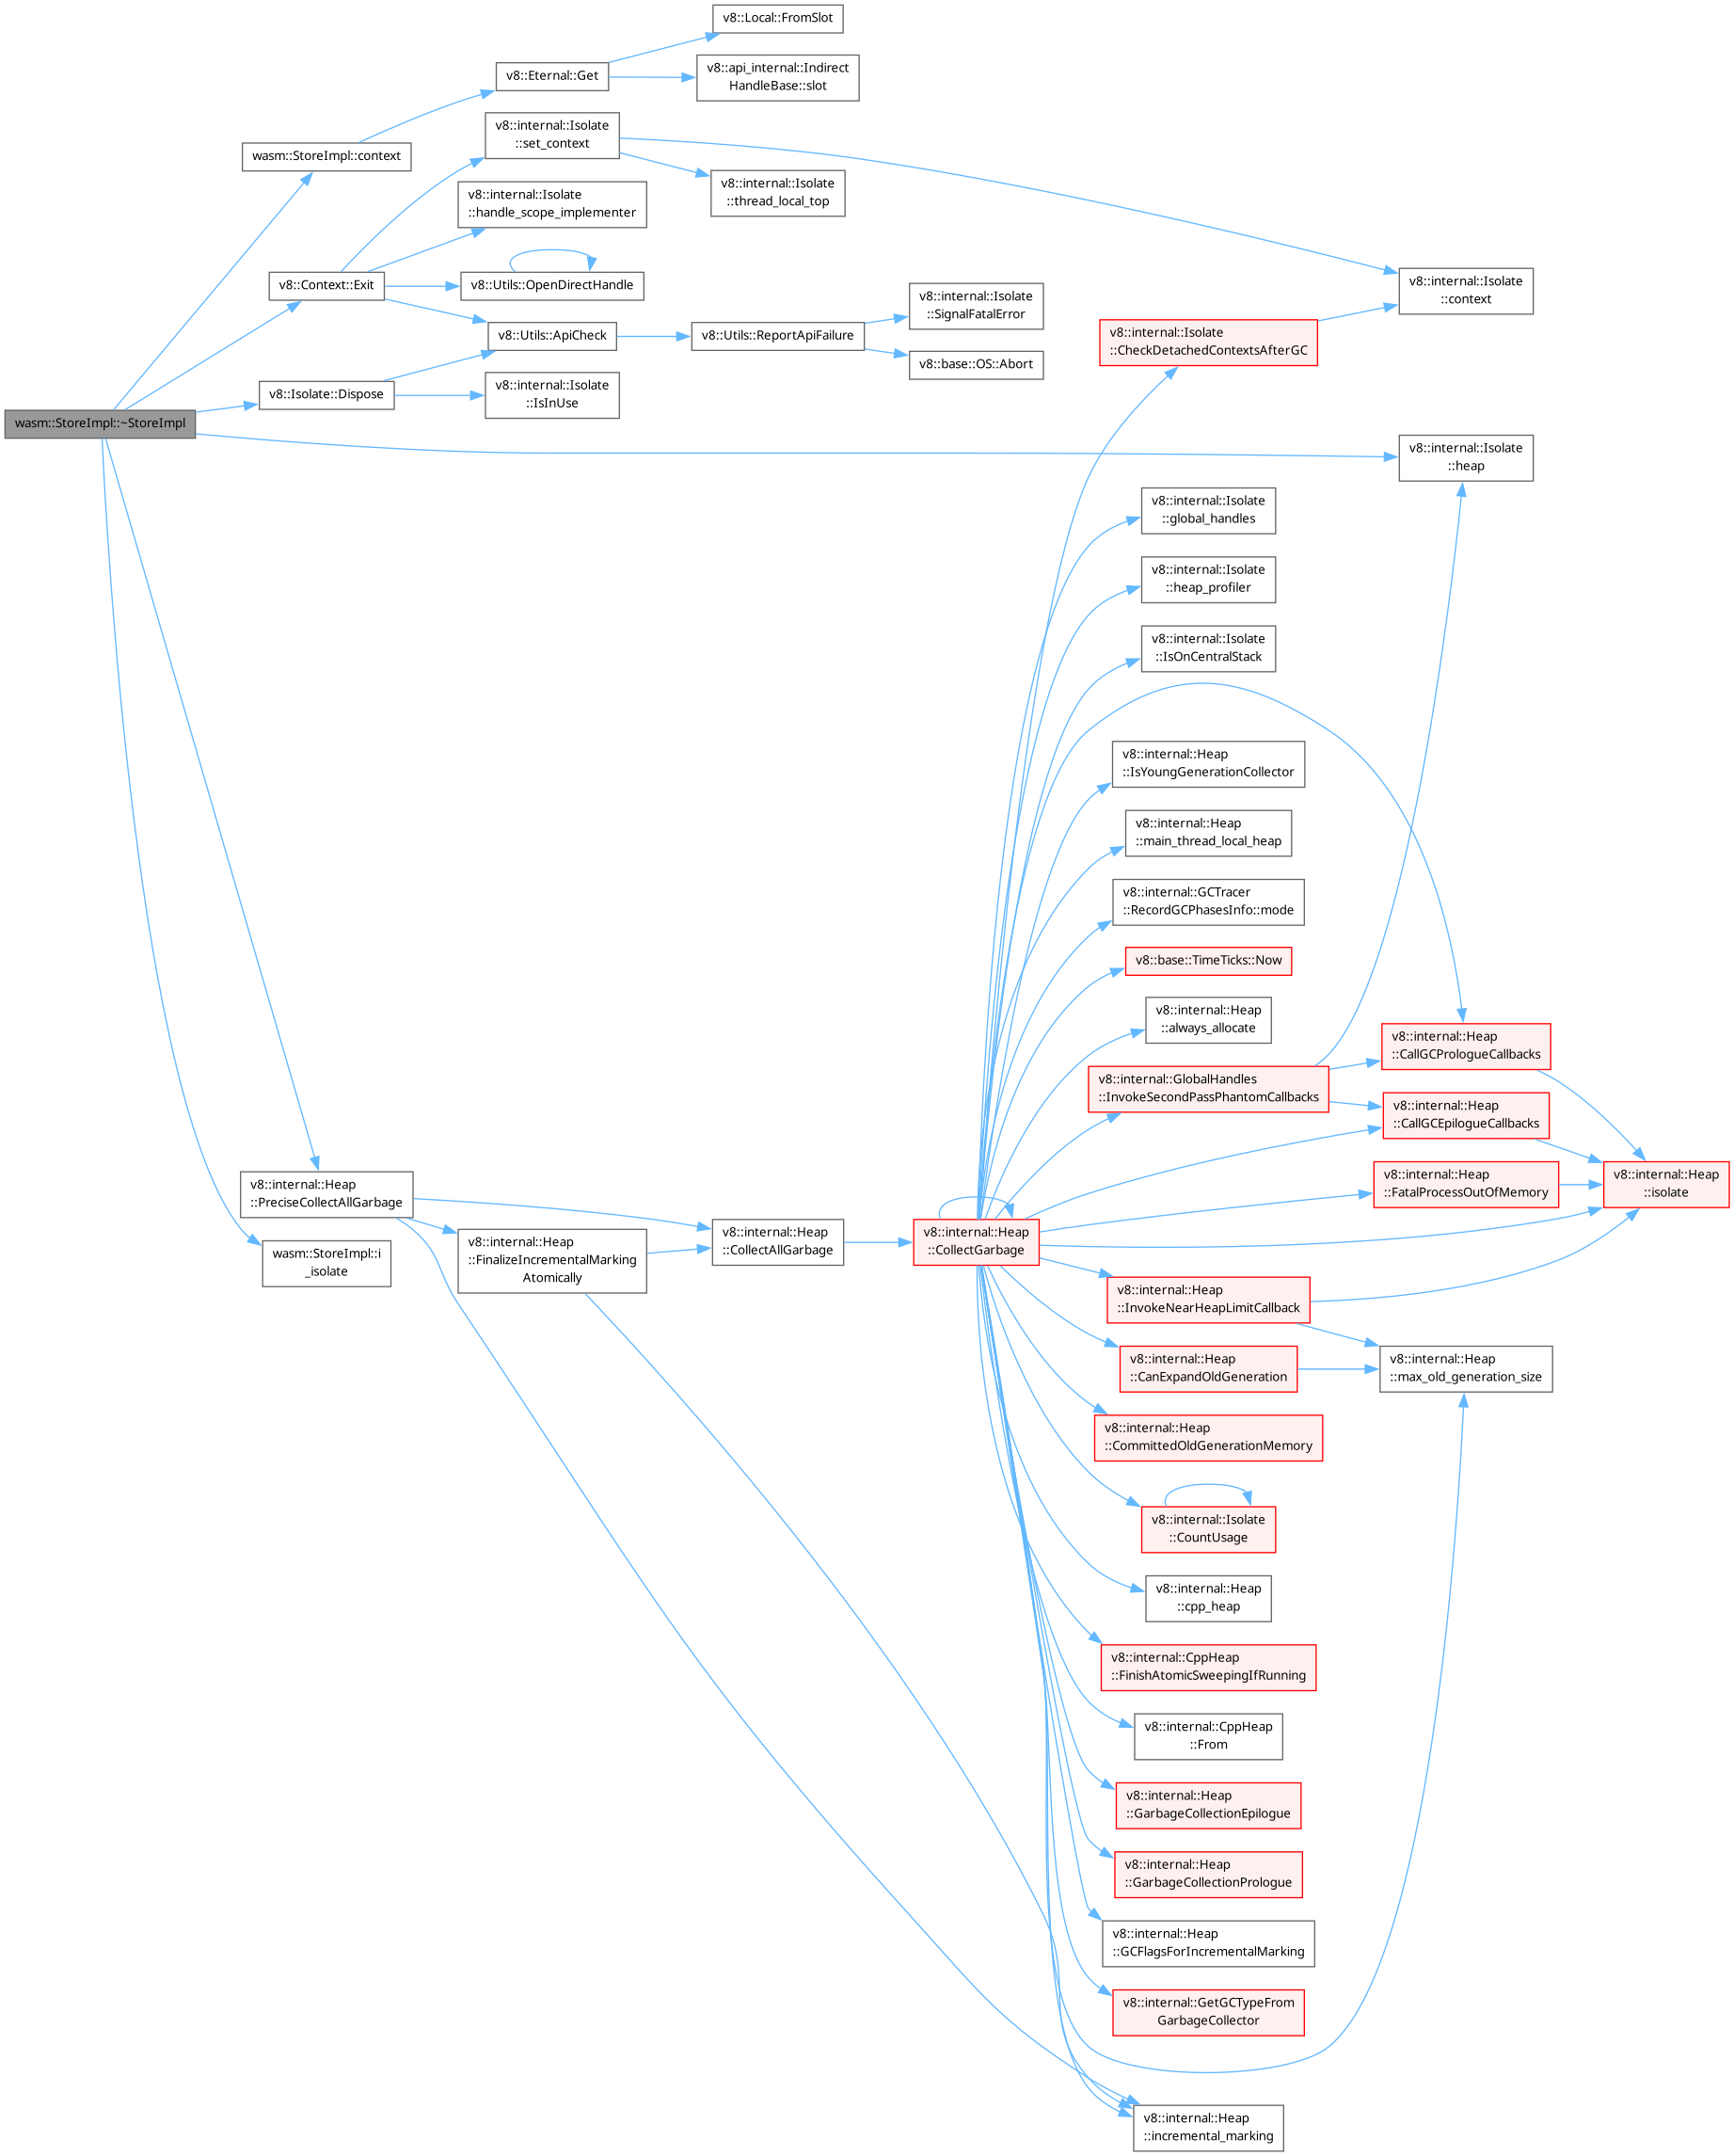 v8::Local::FromSlot
v8::Eternal::Get
v8::api_internal::Indirect
HandleBase::slot
v8::internal::Isolate
::set_context
wasm::StoreImpl::context
v8::internal::Isolate
::thread_local_top
v8::internal::Isolate
::handle_scope_implementer
v8::Context::Exit
v8::Utils::OpenDirectHandle
v8::internal::Isolate
::context
v8::internal::Isolate
::SignalFatalError
v8::Utils::ApiCheck
v8::Utils::ReportApiFailure
v8::internal::Isolate
::CheckDetachedContextsAfterGC
v8::base::OS::Abort
v8::Isolate::Dispose
v8::internal::Isolate
::IsInUse
wasm::StoreImpl::~StoreImpl
v8::internal::Isolate
::heap
v8::internal::Isolate
::global_handles
v8::internal::Isolate
::heap_profiler
v8::internal::Isolate
::IsOnCentralStack
v8::internal::Heap
::IsYoungGenerationCollector
v8::internal::Heap
::main_thread_local_heap
v8::internal::GCTracer
::RecordGCPhasesInfo::mode
v8::base::TimeTicks::Now
v8::internal::Heap
::always_allocate
v8::internal::Heap
::CallGCPrologueCallbacks
v8::internal::GlobalHandles
::InvokeSecondPassPhantomCallbacks
v8::internal::Heap
::CallGCEpilogueCallbacks
v8::internal::Heap
::PreciseCollectAllGarbage
v8::internal::Heap
::FatalProcessOutOfMemory
v8::internal::Heap
::isolate
wasm::StoreImpl::i
_isolate
v8::internal::Heap
::FinalizeIncrementalMarking
Atomically
v8::internal::Heap
::CollectAllGarbage
v8::internal::Heap
::CollectGarbage
v8::internal::Heap
::InvokeNearHeapLimitCallback
v8::internal::Heap
::CanExpandOldGeneration
v8::internal::Heap
::max_old_generation_size
v8::internal::Heap
::CommittedOldGenerationMemory
v8::internal::Isolate
::CountUsage
v8::internal::Heap
::cpp_heap
v8::internal::CppHeap
::FinishAtomicSweepingIfRunning
v8::internal::CppHeap
::From
v8::internal::Heap
::GarbageCollectionEpilogue
v8::internal::Heap
::GarbageCollectionPrologue
v8::internal::Heap
::GCFlagsForIncrementalMarking
v8::internal::GetGCTypeFrom
GarbageCollector
v8::internal::Heap
::incremental_marking